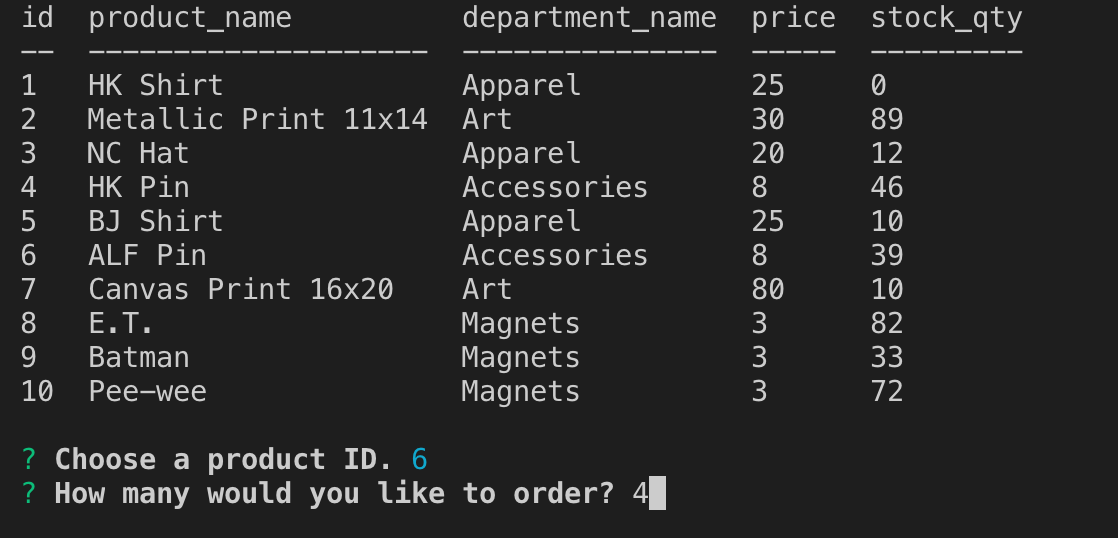 id  product_name          department_name  price  stock_qty
--  --------------------  ---------------  -----  ---------
1   HK Shirt              Apparel          25     0
2   Metallic Print 11x14  Art              30     89
3   NC Hat                Apparel          20     12
4   HK Pin                Accessories      8      46
5   BJ Shirt              Apparel          25     10
6   ALF Pin               Accessories      8      39
7   Canvas Print 16x20    Art              80     10
8   E.T.                  Magnets          3      82
9   Batman                Magnets          3      33
10  Pee-wee               Magnets          3      72
? Choose a product ID. 6
? How many would you like to order? 4